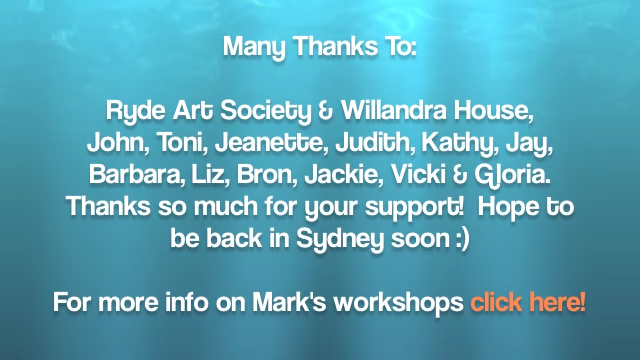 Many Thanks To:
Ryde Art Society & Willandra House,
John, Toni, Jeanette, Judith, Kathy, Jay,
Barbara, Liz, Bron, Jackie, Vicki & Gloria.
Thanks so much for your support!  Hope to
be back in Sydney soon :)
For more info on Mark's workshops click here!